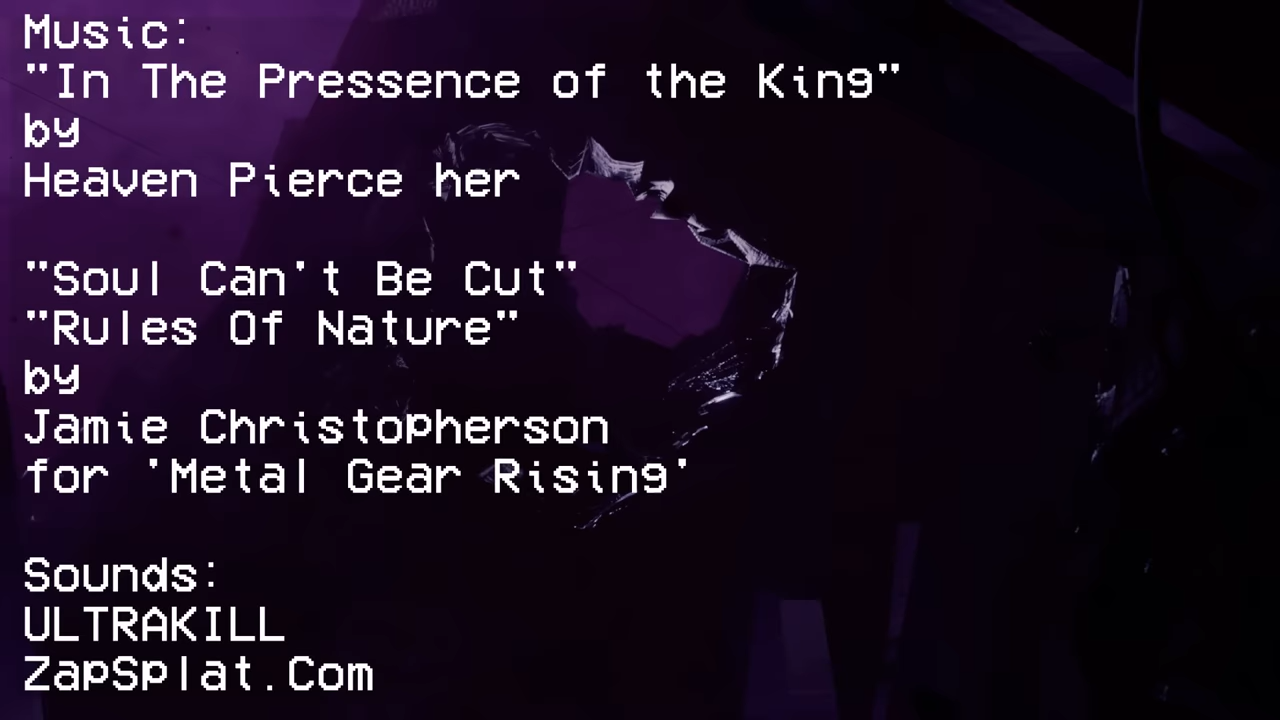 Music:
"In The Pressence of the King"
by
Heaven Pierce her
"Soul Can't Be Cut"
"Rules Of Nature"
by
Jamie Christopherson
for 'Metal Gear Rising'
Sounds:
ULTRAKILL
ZapSplat.Com